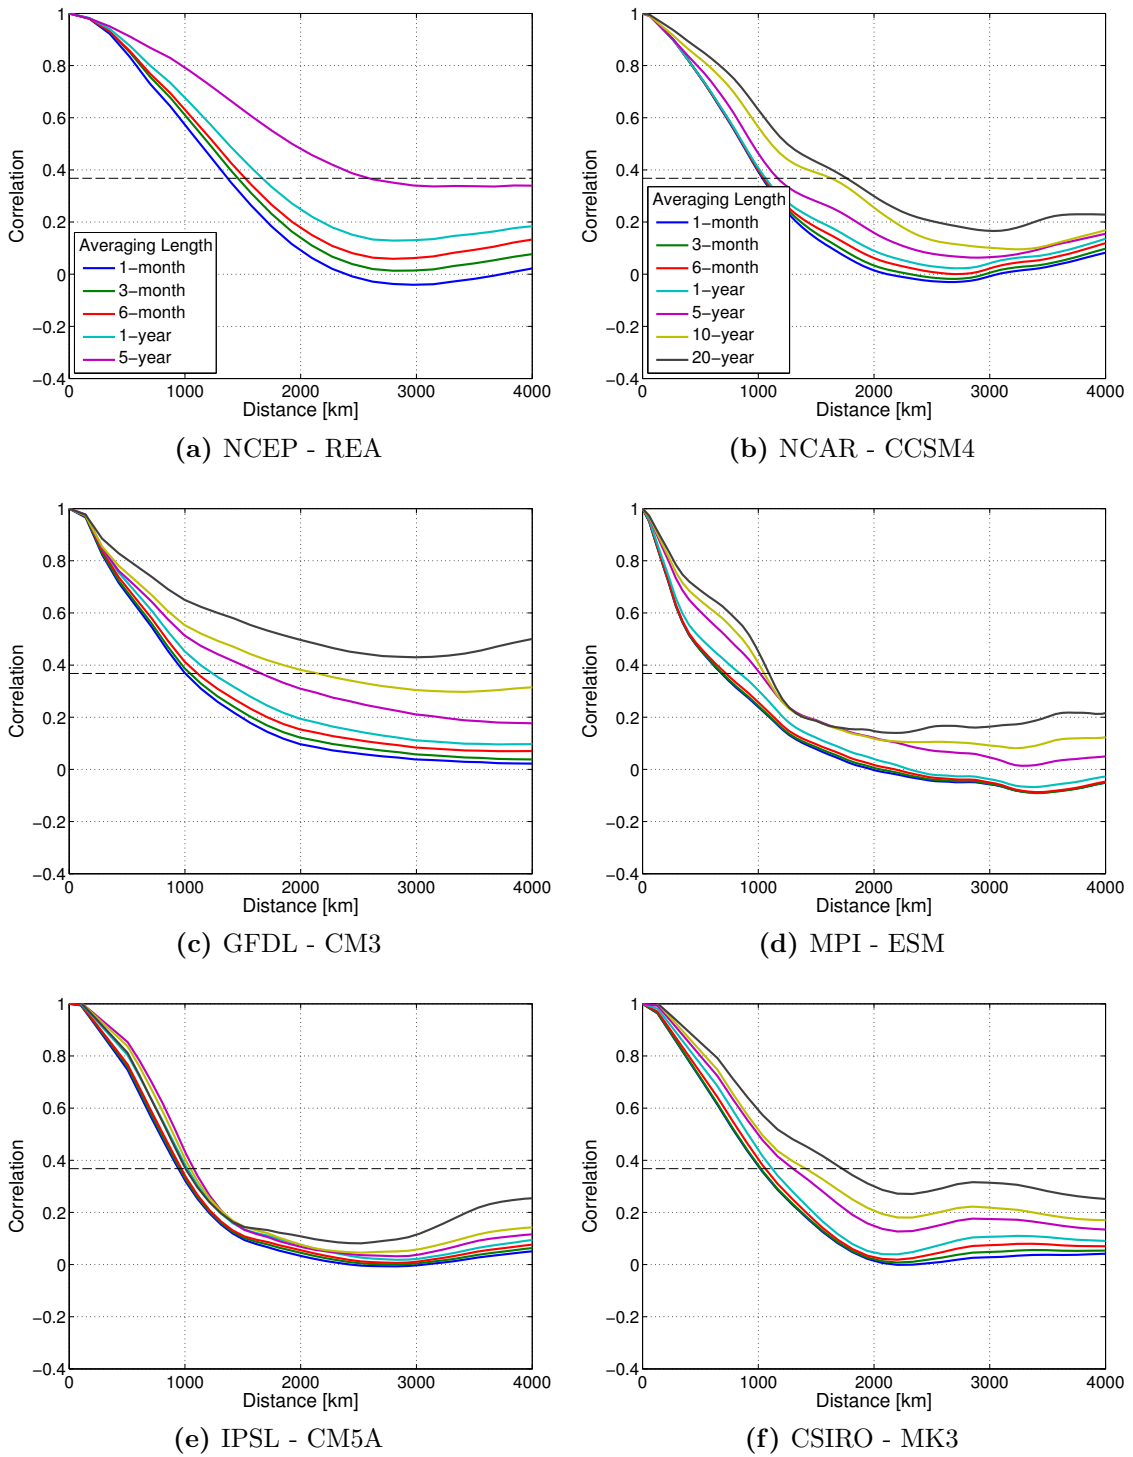 1
0.8
0.6
0.4
0.2
0
−0.2
−0.4
Correlation
Averaging Length
1−month
3−month
6−month
1−year
5−year
0 1000 2000 3000 4000
Distance [km]
(a) NCEP - REA
1
0.8
0.6
0.4
0.2
0
−0.2
−0.4
Correlation
Averaging Length
1−month
3−month
6−month
1−year
5−year
10−year
20−year
0 1000 2000 3000 4000
Distance [km]
(b) NCAR - CCSM4
1
0.8
0.6
0.4
0.2
0
−0.2
−0.4
Correlation
0 1000 2000 3000 4000
Distance [km]
(c) GFDL - CM3
1
0.8
0.6
0.4
0.2
0
−0.2
−0.4
Correlation
0 1000 2000 3000 4000
Distance [km]
(d) MPI - ESM
1
0.8
0.6
0.4
0.2
0
−0.2
−0.4
Correlation
0 1000 2000 3000 4000
Distance [km]
(e) IPSL - CM5A
1
0.8
0.6
0.4
0.2
0
−0.2
−0.4
Correlation
0 1000 2000 3000 4000
Distance [km]
(f) CSIRO - MK3